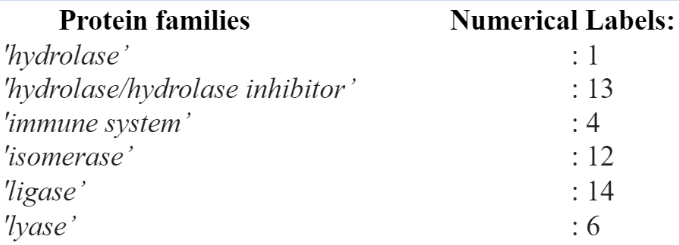 Protein families Numerical Labels:
'hydrolase’ : 1
'hydrolase/hydrolase inhibitor’ : 13
'immune system’ : 4
'isomerase’ : 12
'ligase’ : 14
'lyase’ : 6